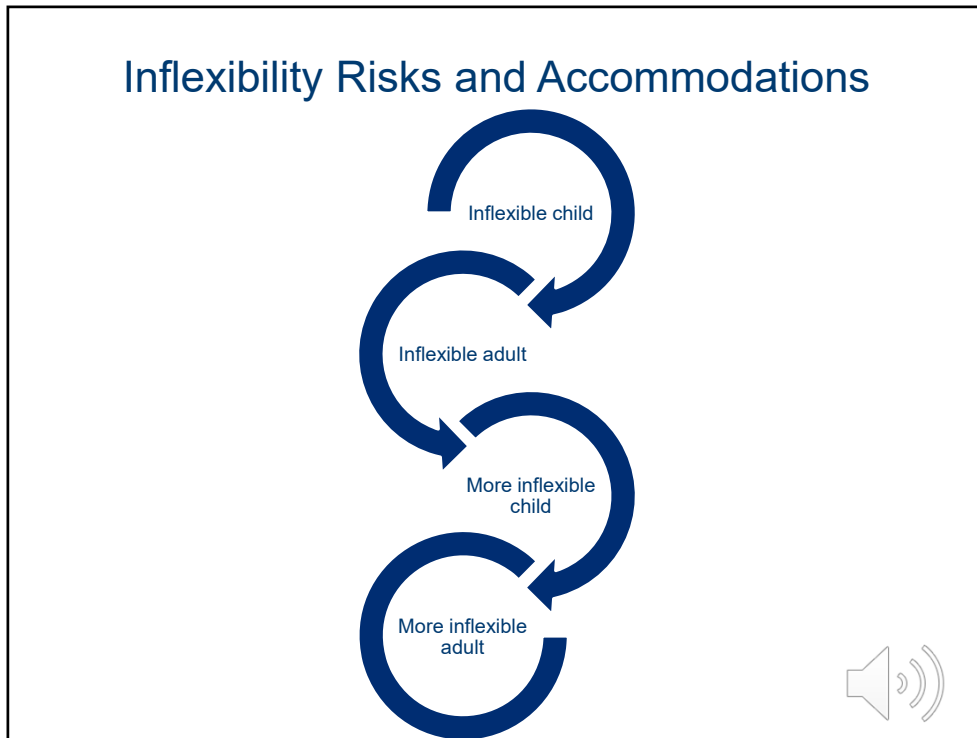 Inflexibility Risks and Accommodations
Inflexible child
Inflexible adult
More inflexible
child
More inflexible
adult